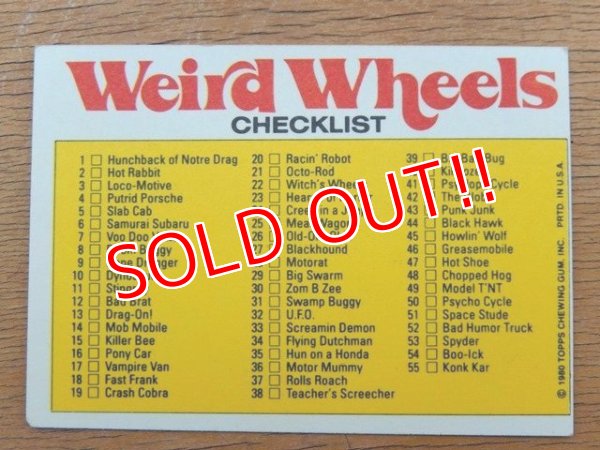 Weird Wheels
CHECKLIST
1 Hunchback of Notre Drag
2 Hot Rabbit
3 Loco-Motive
4 Putrid Porsche
5 Slab Cab
6 Samurai Subaru
7 Voo Doo
8 Buggy
9
10
11
12 Bad Brat
13 Drag-On!
14 Mob Mobile
15 Killer Bee
16 Pony Car
17 Vampire Van
18 Fast Frank
19 Crash Cobra
20 Racin' Robot
21 Octo-Rod
22 Witch's
23
24
25 Wagon
26
27 Blackhound
28 Motorat
29 Big Swarm
30 Zom B Zee
31 Swamp Buggy
32 U.F.O.
33 Screamin Demon
34 Flying Dutchman
35 Hun on a Honda
36 Motor Mummy
37 Rolls Roach
38 Teacher's Screecher
39 Bug
40
41 Cycle
42
43 Punk Junk
44 Black Hawk
45 Howlin' Wolf
46 Greasemobile
47 Hot Shoe
48 Chopped Hog
49 Model T'NT
50 Psycho Cycle
51 Space Stude
52 Bad Humor Truck
53 Spyder
54 Boo-Ick
55 Konk Kar
© 1980 TOPPS CHEWING GUM, INC. PRTD. IN U.S.A.
SOLD OUT!!